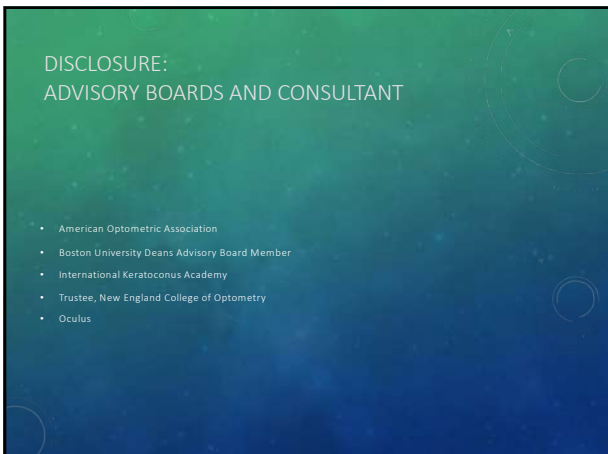 DISCLOSURE:
ADVISORY BOARDS AND CONSULTANT
• American Optometric Association
• Boston University Deans Advisory Board Member
• International Keratoconus Academy
• Trustee, New England College of Optometry
• Oculus